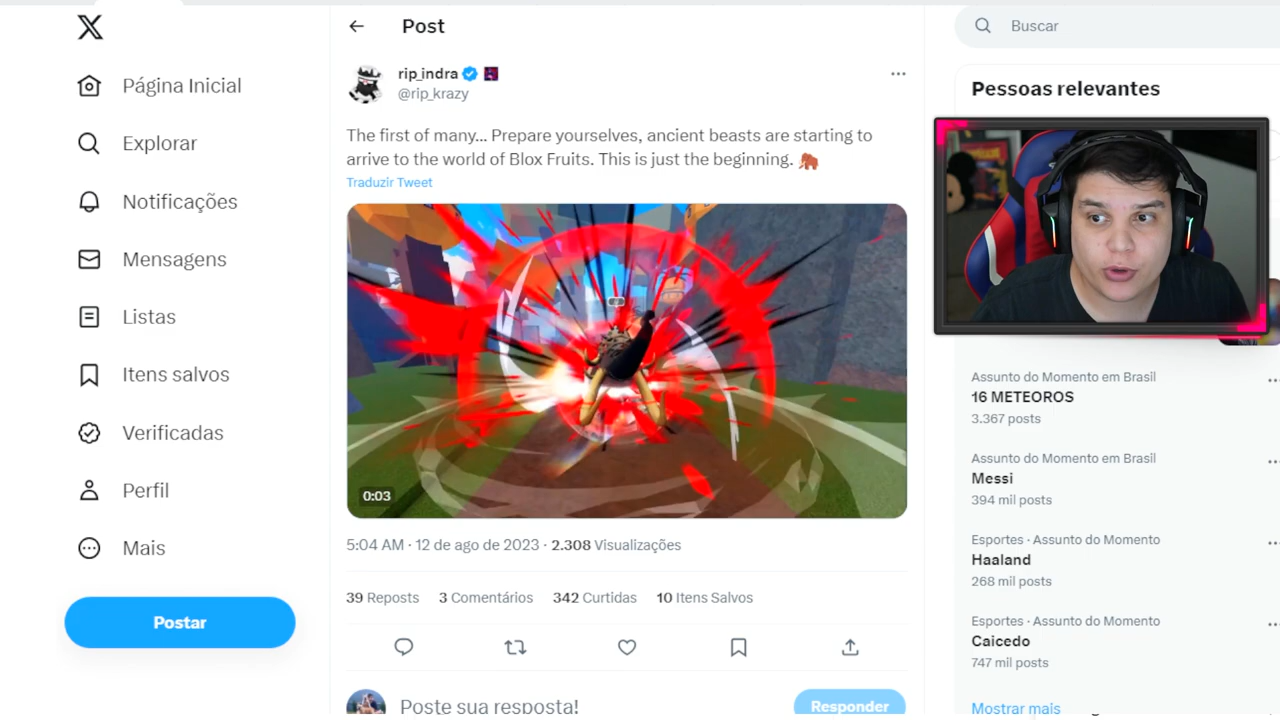 Post
Buscar
rip_indra
@rip_krazy
The first of many... Prepare yourselves, ancient beasts are starting to
arrive to the world of Blox Fruits. This is just the beginning. 🦣
Traduzir Tweet
0:03
5:04 AM · 12 de ago de 2023 · 2.308 Visualizações
39 Reposts 3 Comentários 342 Curtidas 10 Itens Salvos
Poste sua resposta!
Responder
Página Inicial
Explorar
Notificações
Mensagens
Listas
Itens salvos
Verificadas
Perfil
Mais
Postar
Pessoas relevantes
Assunto do Momento em Brasil
16 METEOROS
3.367 posts
Assunto do Momento em Brasil
Messi
394 mil posts
Esportes · Assunto do Momento
Haaland
268 mil posts
Esportes · Assunto do Momento
Caicedo
747 mil posts
Mostrar mais